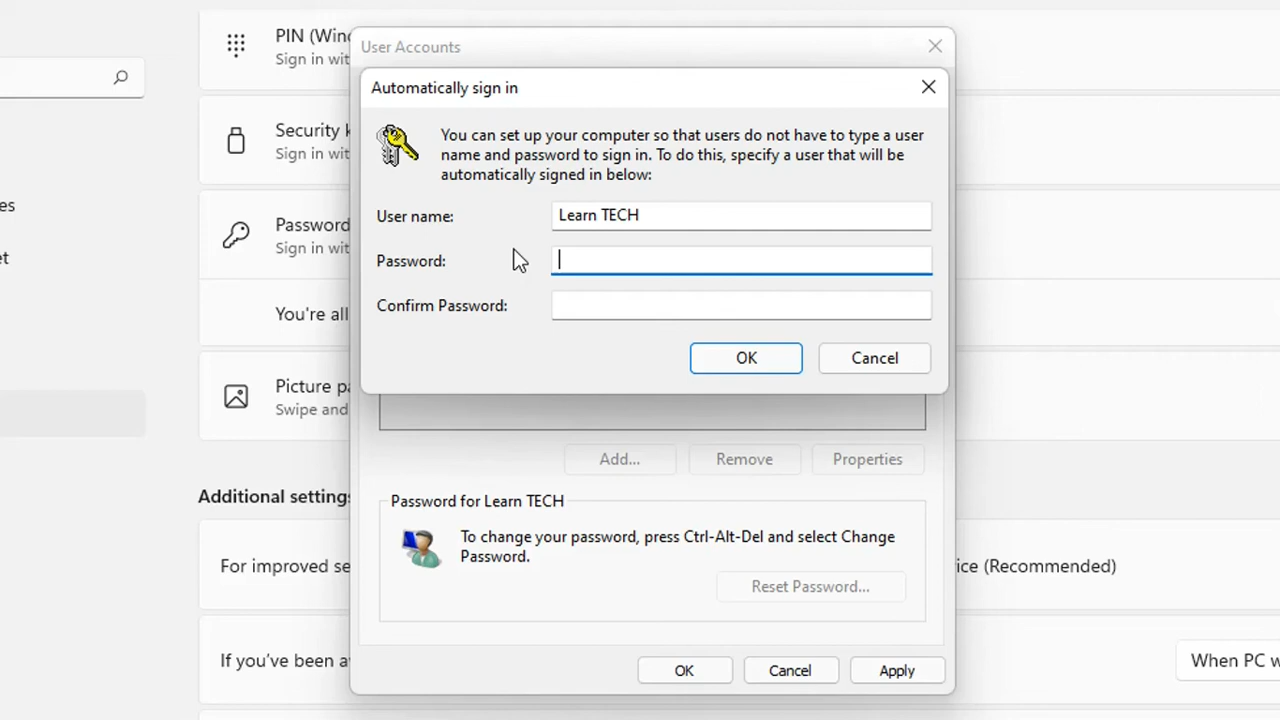 PIN (Wind
Sign in wit
Security k
Sign in wit
es
Password
Sign in wit
et
You're all
Picture pa
Swipe and
Additional settings
For improved se
ice (Recommended)
If you've been a
When PC w
User Accounts
Automatically sign in
You can set up your computer so that users do not have to type a user
name and password to sign in. To do this, specify a user that will be
automatically signed in below:
User name:
Learn TECH
Password:
Confirm Password:
OK
Cancel
Add...
Remove
Properties
Password for Learn TECH
To change your password, press Ctrl-Alt-Del and select Change
Password.
Reset Password...
OK
Cancel
Apply